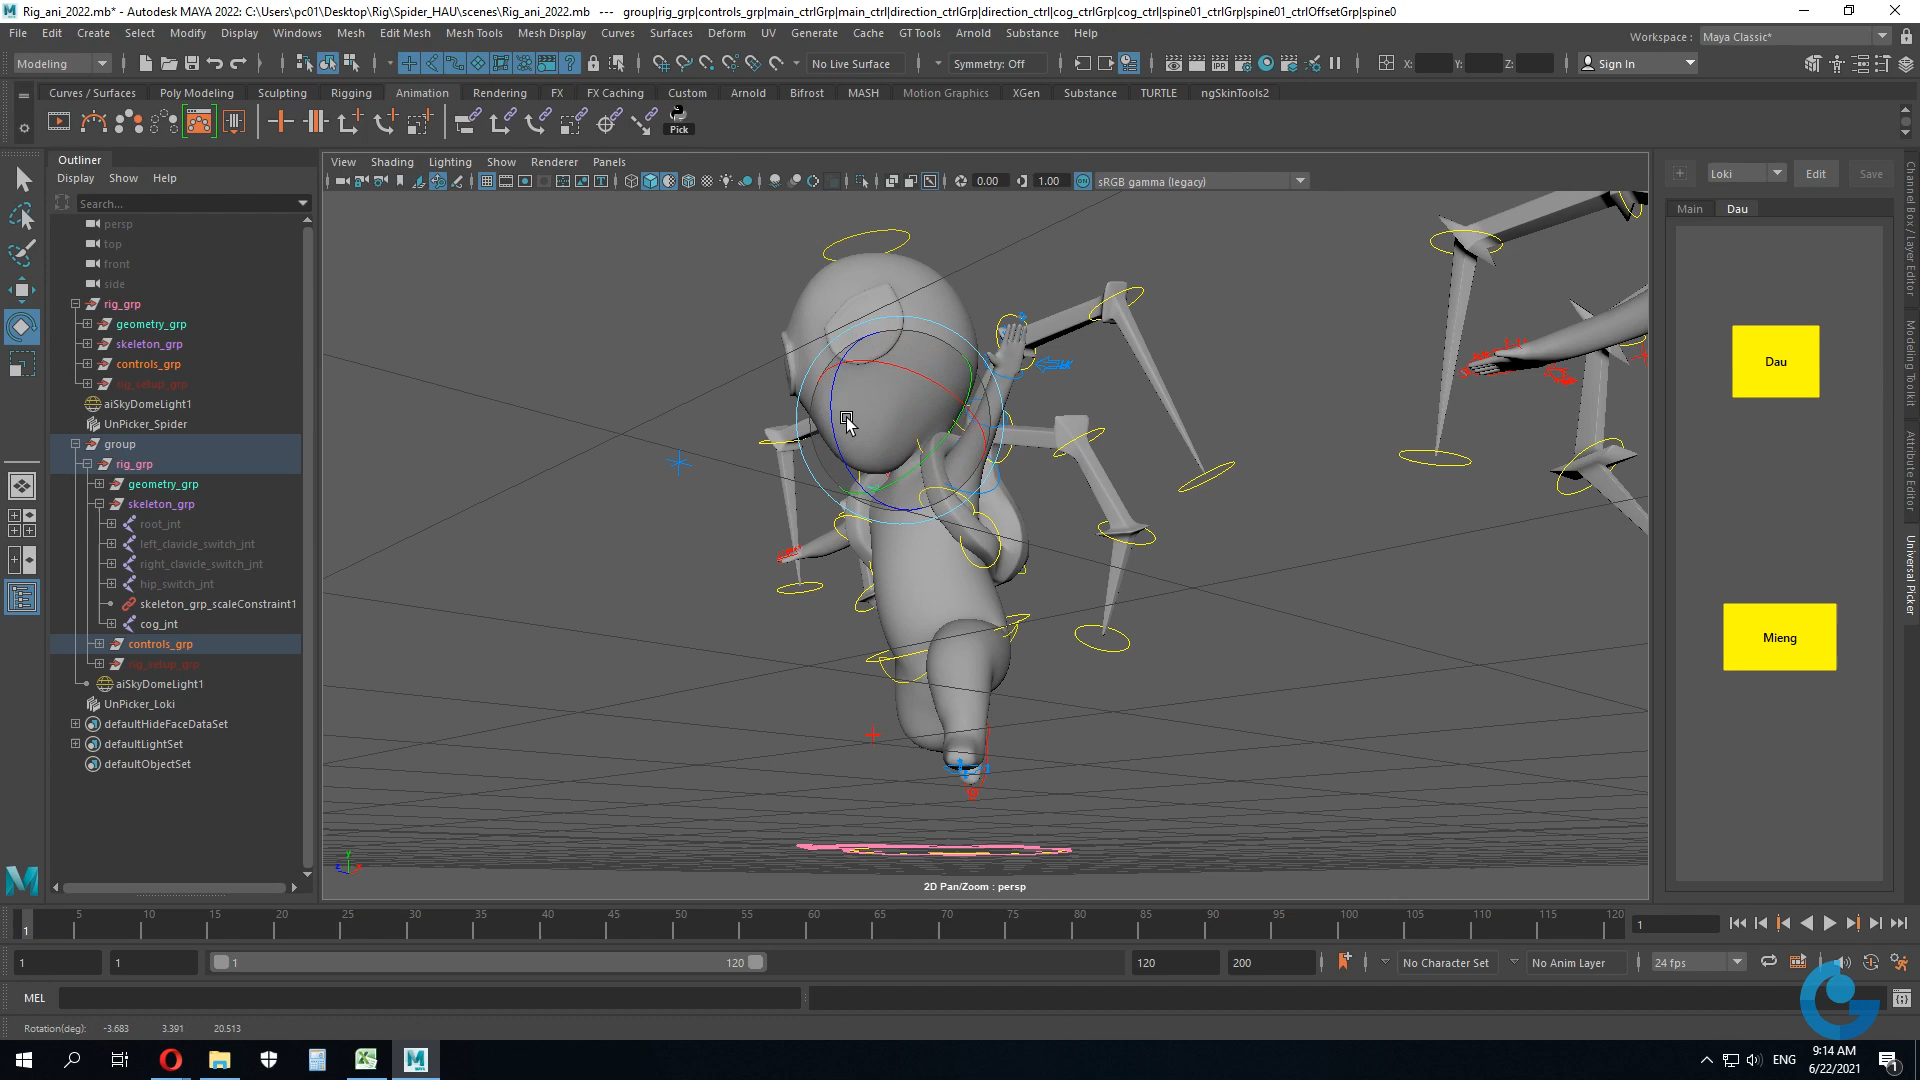 Rig_ani_2022.mb* - Autodesk MAYA 2022: C:\Users\pc01\Desktop\Rig\Spider_HAU\scenes\Rig_ani_2022.mb --- group|rig_grp|controls_grp|main_ctrlGrp|main_ctrl|direction_ctrlGrp|direction_ctrl|cog_ctrlGrp|cog_ctrl|spine01_ctrlGrp|spine01_ctrlOffsetGrp|spine0
File Edit Create Select Modify Display Windows Mesh Edit Mesh Mesh Tools Mesh Display Curves Surfaces Deform UV Generate Cache GT Tools Arnold Substance Help Workspace : Maya Classic*
Modeling No Live Surface Symmetry: Off IPR X: Y: Z: Sign In
Curves / Surfaces Poly Modeling Sculpting Rigging Animation Rendering FX FX Caching Custom Arnold Bifrost MASH Motion Graphics XGen Substance TURTLE ngSkinTools2
Pick
Outliner
Display Show Help
Search...
persp
top
front
side
rig_grp
geometry_grp
skeleton_grp
controls_grp
rig_setup_grp
aiSkyDomeLight1
UnPicker_Spider
group
rig_grp
geometry_grp
skeleton_grp
root_jnt
left_clavicle_switch_jnt
right_clavicle_switch_jnt
hip_switch_jnt
skeleton_grp_scaleConstraint1
cog_jnt
controls_grp
rig_setup_grp
aiSkyDomeLight1
UnPicker_Loki
defaultHideFaceDataSet
defaultLightSet
defaultObjectSet
View Shading Lighting Show Renderer Panels
0.00 1.00 ON sRGB gamma (legacy)
2D Pan/Zoom : persp
Loki Edit Save
Main Dau
Dau
Mieng
Channel Box / Layer Editor
Modeling Toolkit
Attribute Editor
Universal Picker
5 10 15 20 25 30 35 40 45 50 55 60 65 70 75 80 85 90 95 100 105 110 115 120
1 1
1 1 1 120 120 200 No Character Set No Anim Layer 24 fps
MEL
Rotation(deg): -3.683 3.391 20.513
ENG
9:14 AM
6/22/2021
1